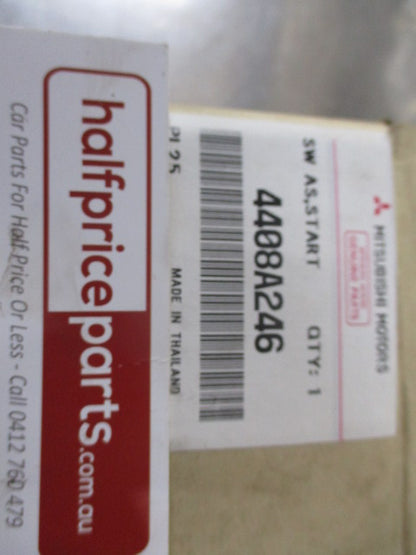 MITSUBISHI MOTORS
GENUINE PARTS
SW AS,START QTY: 1
4408A246
MADE IN THAILAND
halfpriceparts.com.au
Car Parts For Half Price Or Less - Call 0412 760 479